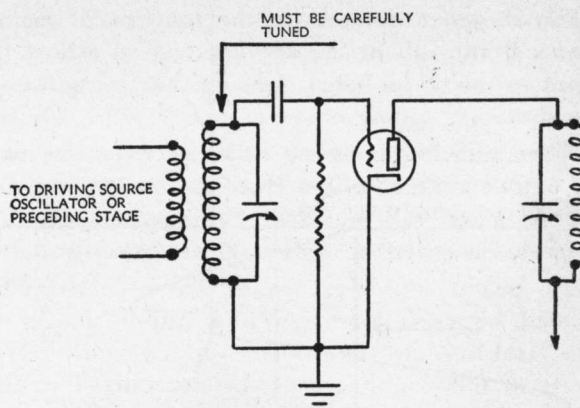 MUST BE CAREFULLY
TUNED
TO DRIVING SOURCE
OSCILLATOR OR
PRECEDING STAGE